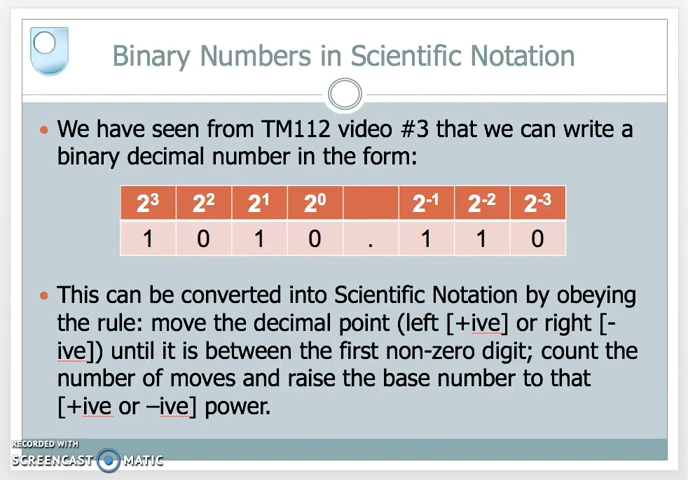 Binary Numbers in Scientific Notation
• We have seen from TM112 video #3 that we can write a
binary decimal number in the form:
2³ 2² 2¹ 2⁰ 2⁻¹ 2⁻² 2⁻³
1 0 1 0 . 1 1 0
• This can be converted into Scientific Notation by obeying
the rule: move the decimal point (left [+ive] or right [-
ive]) until it is between the first non-zero digit; count the
number of moves and raise the base number to that
[+ive or –ive] power.
RECORDED WITH
SCREENCAST MATIC